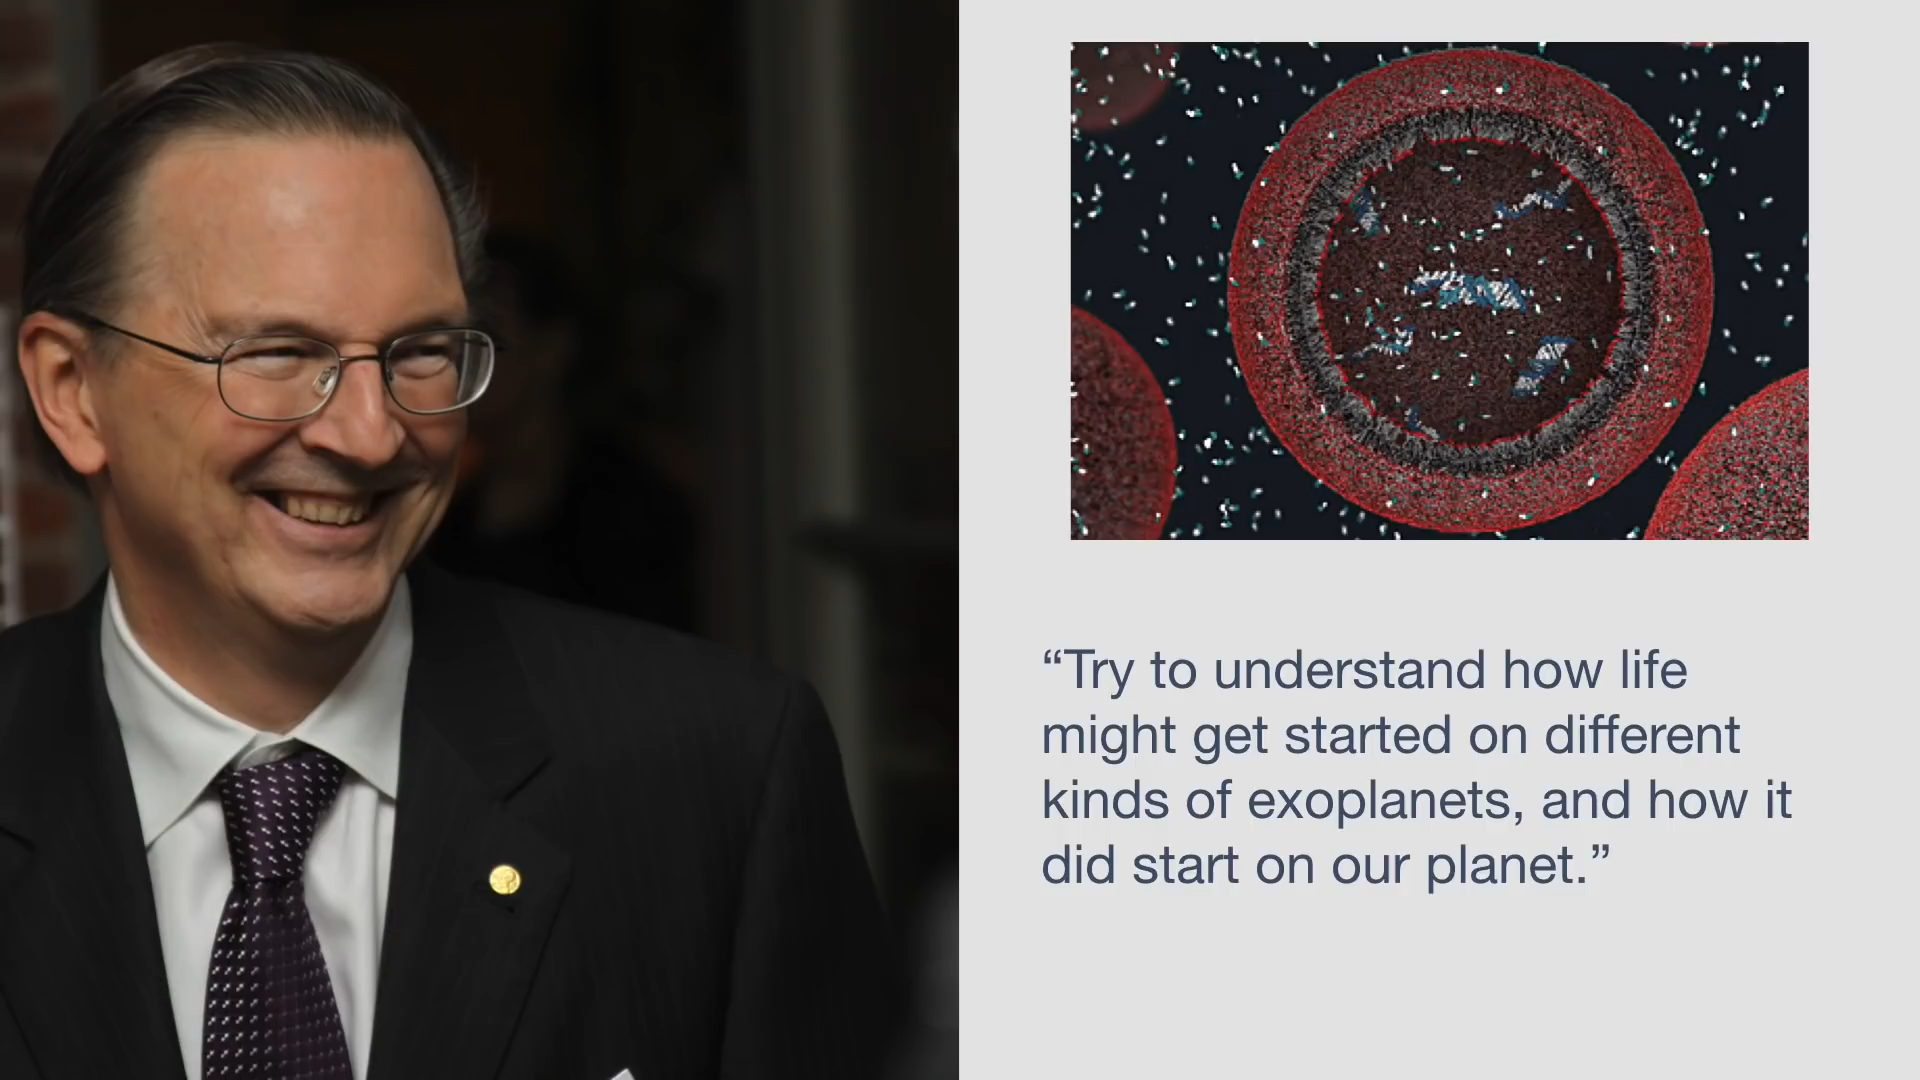 “Try to understand how life
might get started on different
kinds of exoplanets, and how it
did start on our planet.”